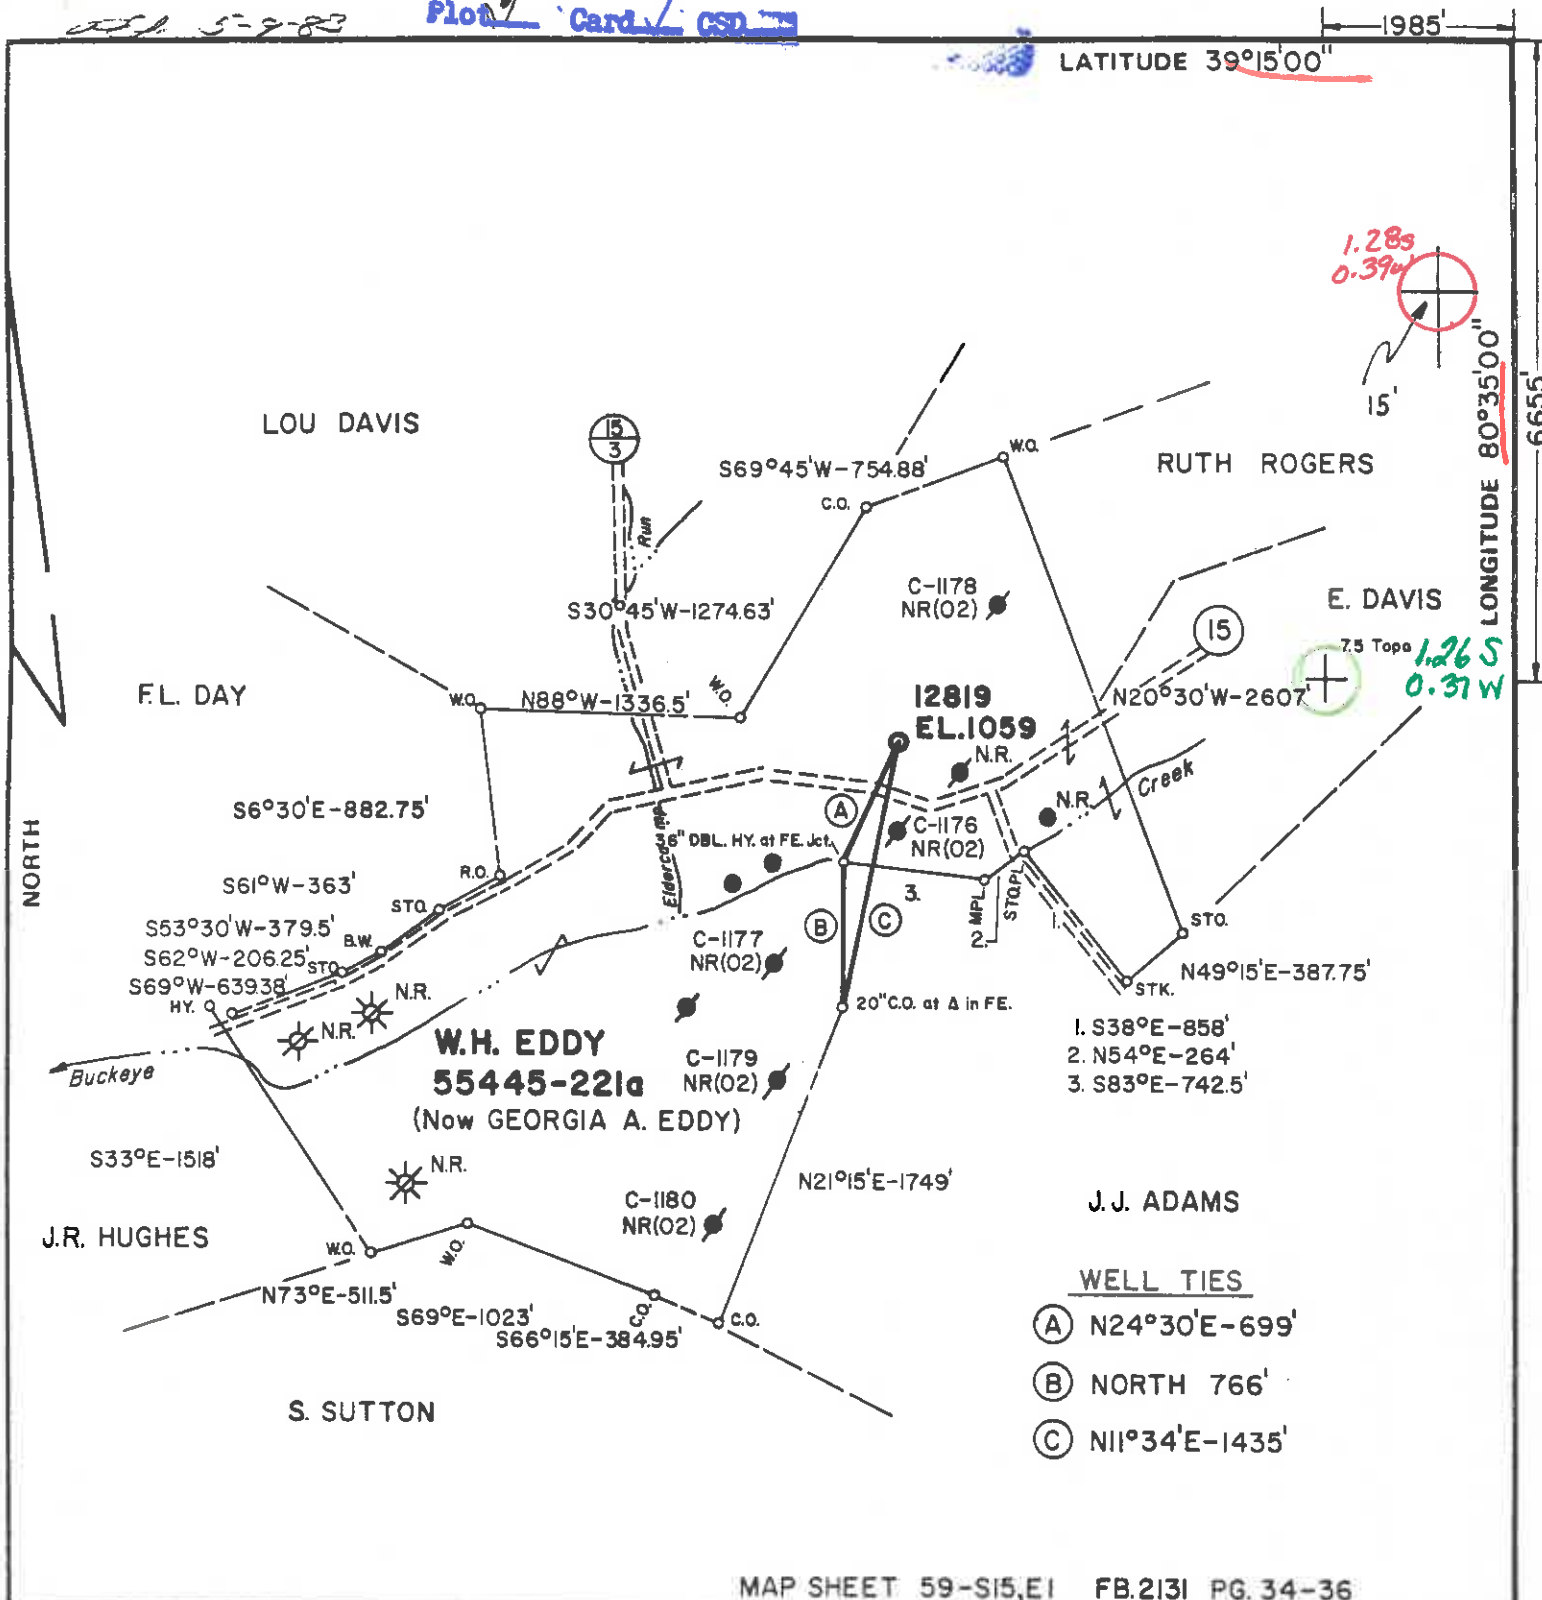 5-9-83
Plot Card CSD
1985'
LATITUDE 39°15'00"
1.28s
0.39w
15'
LONGITUDE 80°35'00"
6655'
LOU DAVIS
15
3
S69°45'W-754.88'
W.O.
C.O.
RUTH ROGERS
Run
C-1178
NR(02)
S30°45'W-1274.63'
E. DAVIS
15
7.5 Topo
1.26 S
0.37 W
F.L. DAY
W.O.
N88°W-1336.5'
W.O.
12819
EL.1059
N20°30'W-2607'
N.R.
Creek
S6°30'E-882.75'
A
N.R.
C-1176
NR(02)
36" DBL. HY. at FE. Jct.
NORTH
R.O.
S61°W-363'
STO.
3.
MPL.
STO.PL.
2.
1.
S53°30'W-379.5'
B.W.
B
C
STO.
C-1177
NR(02)
S62°W-206.25'
STO.
N49°15'E-387.75'
S69°W-639.38'
STK.
HY.
N.R.
20"C.O. at Δ in FE.
N.R.
W.H. EDDY
55445-221a
(Now GEORGIA A. EDDY)
C-1179
NR(02)
1. S38°E-858'
2. N54°E-264'
3. S83°E-742.5'
Buckeye
S33°E-1518'
N.R.
N21°15'E-1749'
C-1180
NR(02)
J.J. ADAMS
J.R. HUGHES
W.O.
W.O.
N73°E-511.5'
S69°E-1023'
C.O.
C.O.
S66°15'E-384.95'
WELL TIES
A N24°30'E-699'
B NORTH 766'
C N11°34'E-1435'
S. SUTTON
MAP SHEET 59-S15,E1 FB.2131 PG. 34-36